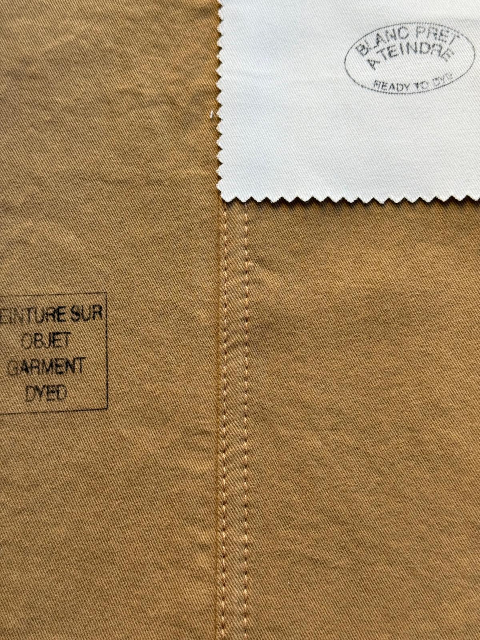 BLANC PRET
A TEINDRE
READY TO DYE
EINTURE SUR
OBJET
GARMENT
DYED